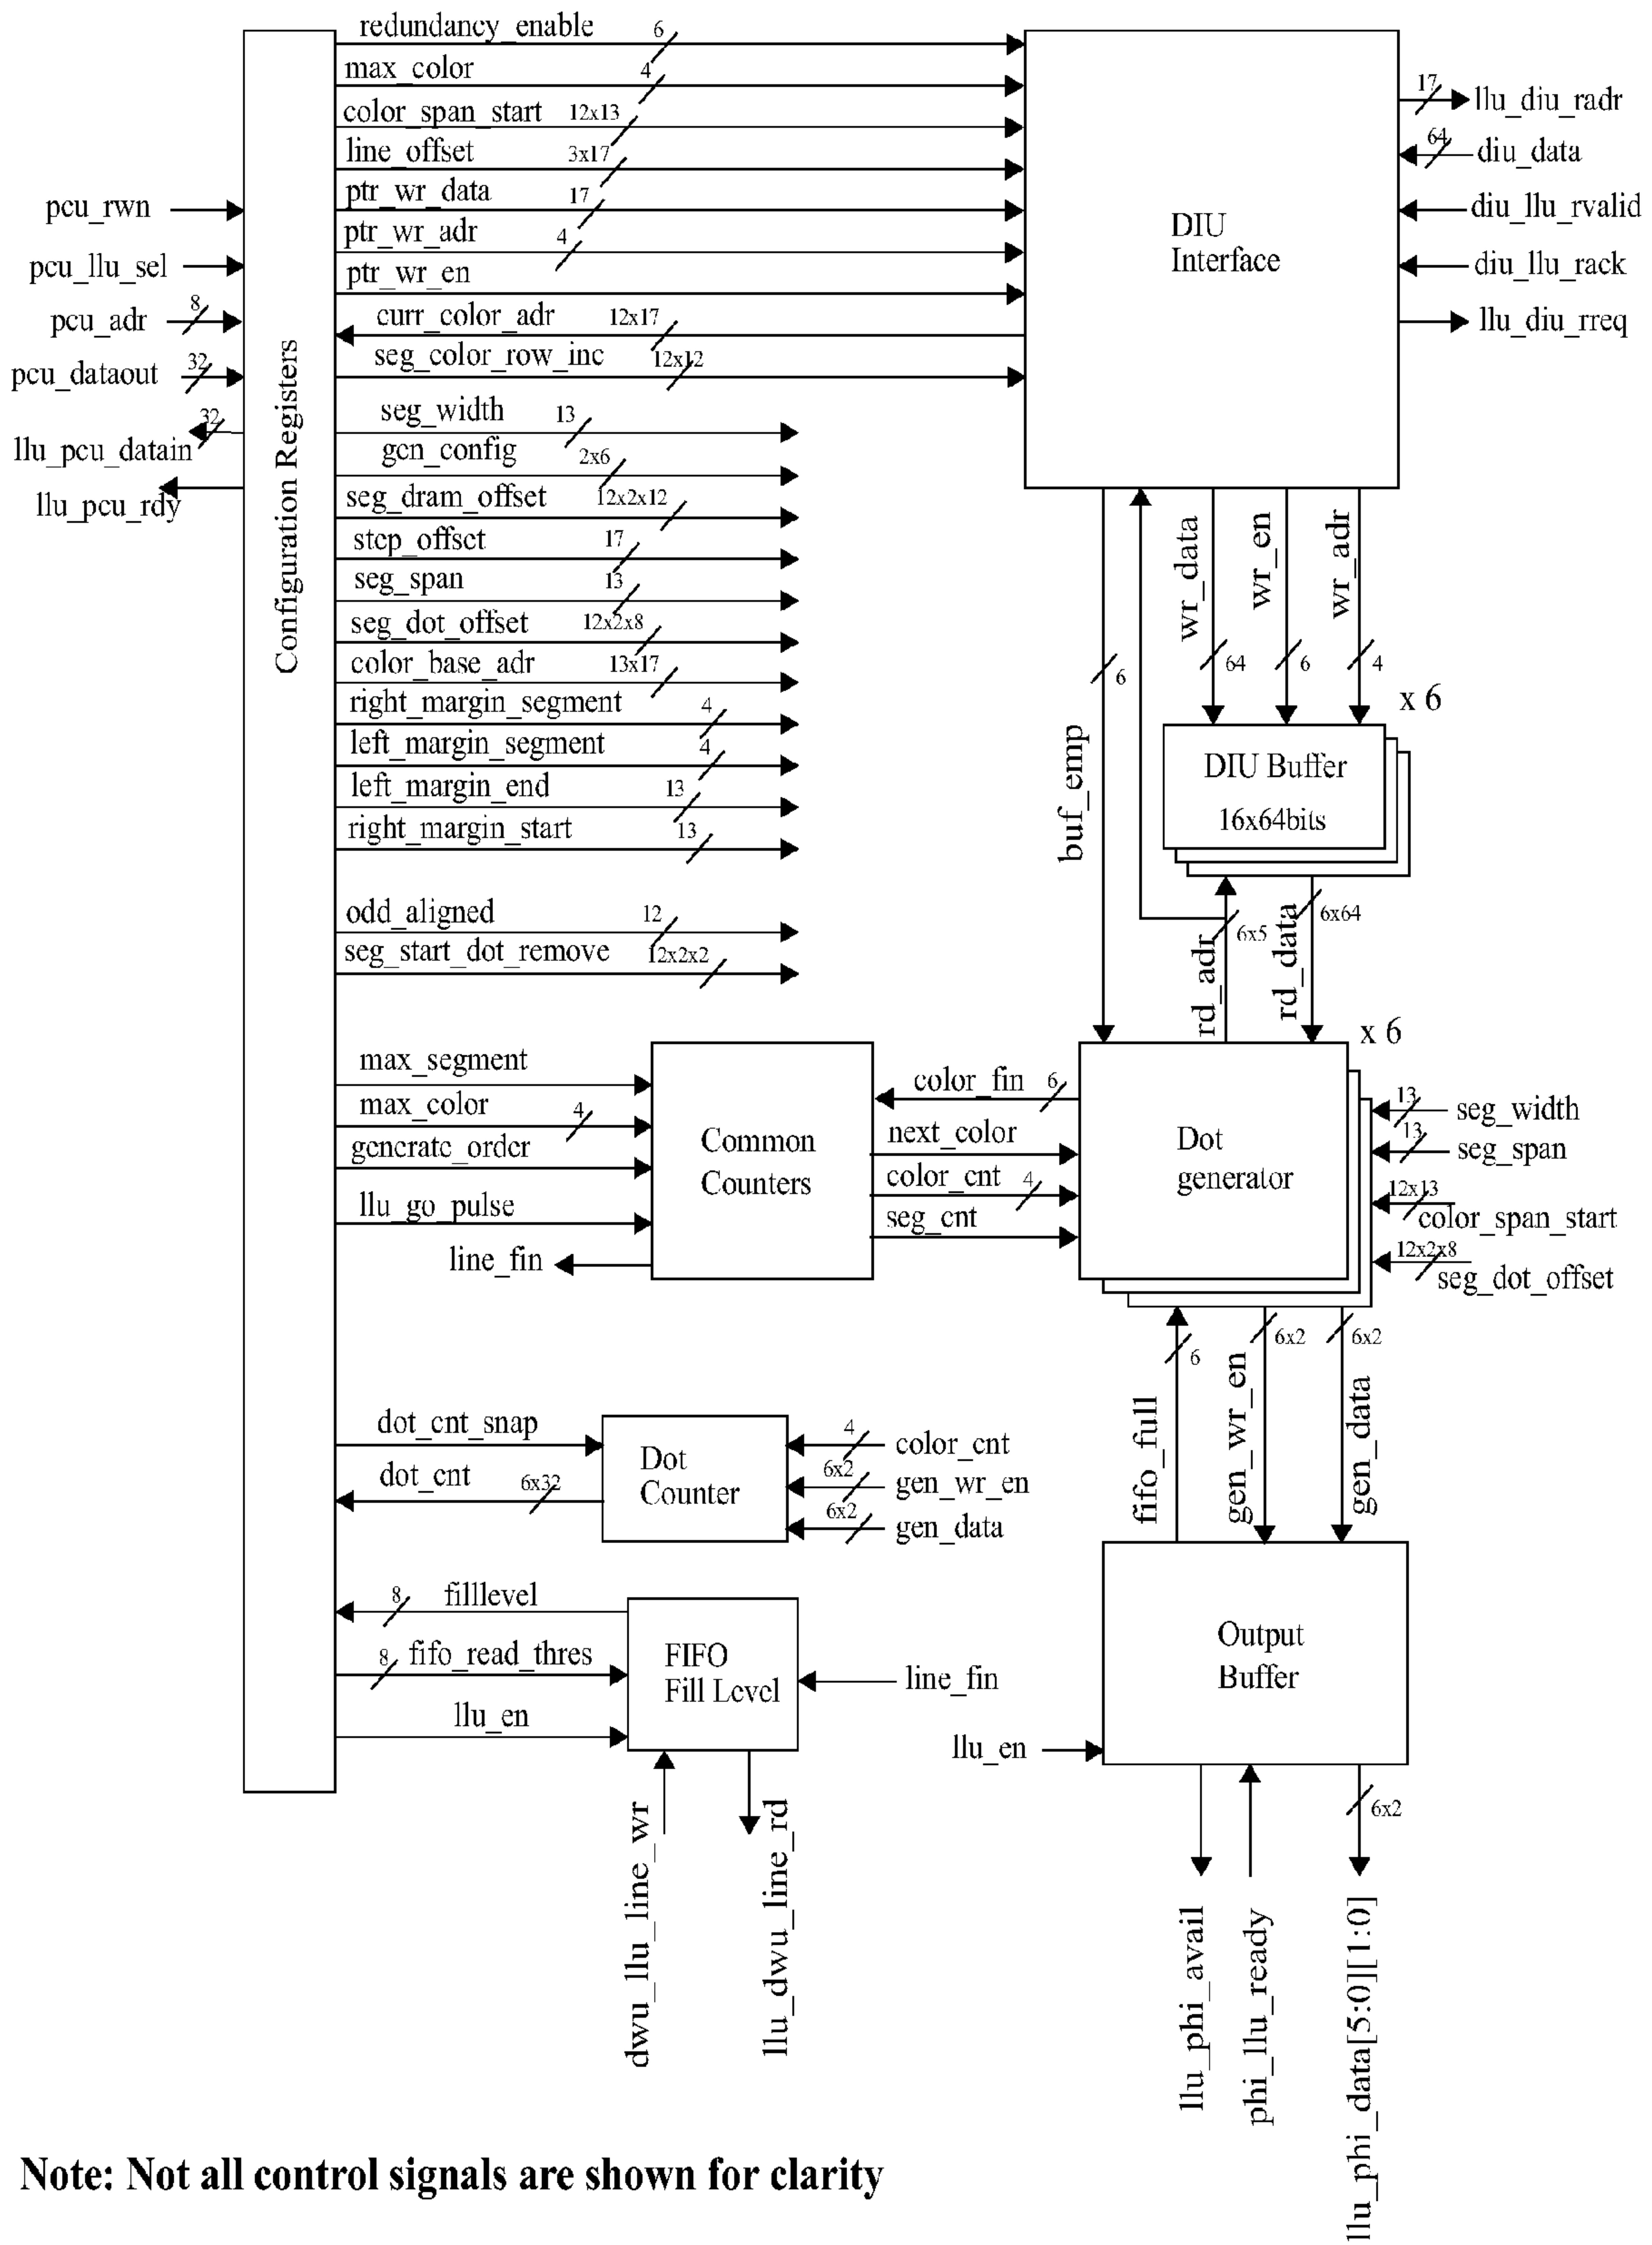 redundancy_enable 6
max_color 4
color_span_start 12x13
line_offset 3x17
ptr_wr_data 17
ptr_wr_adr 4
ptr_wr_en
curr_color_adr 12x17
seg_color_row_inc 12x12
seg_width 13
gen_config 2x6
seg_dram_offset 12x2x12
step_offset 17
seg_span 13
seg_dot_offset 12x2x8
color_base_adr 13x17
right_margin_segment 4
left_margin_segment 4
left_margin_end 13
right_margin_start 13
odd_aligned 12
seg_start_dot_remove 12x2x2
pcu_rwn
pcu_llu_sel
pcu_adr 8
pcu_dataout 32
32
llu_pcu_datain
llu_pcu_rdy
Configuration Registers
DIU
Interface
17 llu_diu_radr
64 diu_data
diu_llu_rvalid
diu_llu_rack
llu_diu_rreq
buf_emp 6
wr_data 64
wr_en 6
wr_adr 4
x 6
DIU Buffer
16x64bits
rd_adr 6x5
rd_data 6x64
x 6
max_segment
max_color 4
generate_order
llu_go_pulse
line_fin
Common
Counters
color_fin 6
next_color
color_cnt 4
seg_cnt
Dot
generator
13 seg_width
13 seg_span
12x13
color_span_start
12x2x8
seg_dot_offset
fifo_full 6
gen_wr_en 6x2
gen_data 6x2
dot_cnt_snap
dot_cnt 6x32
Dot
Counter
4 color_cnt
6x2 gen_wr_en
6x2 gen_data
8 filllevel
8 fifo_read_thres
llu_en
FIFO
Fill Level
line_fin
dwu_llu_line_wr
llu_dwu_line_rd
Output
Buffer
llu_en
6x2
llu_phi_avail
phi_llu_ready
llu_phi_data[5:0][1:0]
Note: Not all control signals are shown for clarity